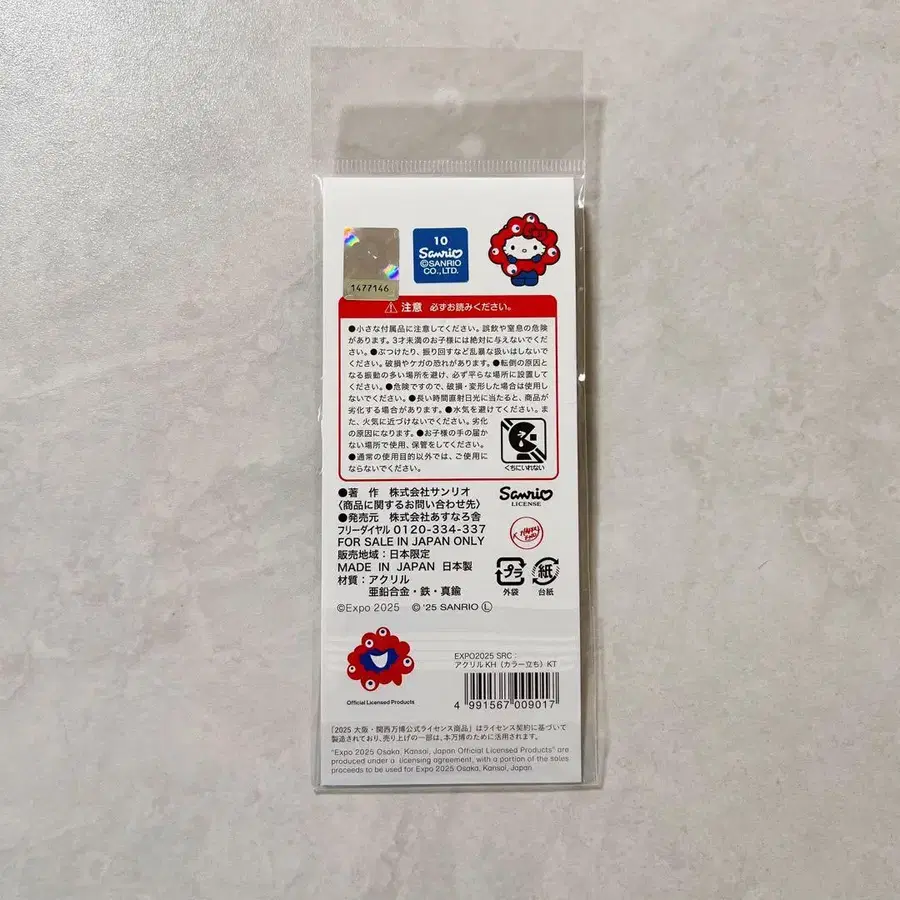 1477146
10
Sanrio
©SANRIO
CO.,LTD.
⚠注意 必ずお読みください。
●小さな付属品に注意してください。誤飲や窒息の危険
があります。3才未満のお子様には絶対に与えないでくだ
さい。●ぶつけたり、振り回すなど乱暴な扱いはしないで
ください。破損やケガの恐れがあります。●転倒の原因と
なる振動の多い場所を避け、必ず平らな場所に設置して
ください。●危険ですので、破損・変形した場合は使用し
ないでください。●長い時間直射日光に当たると、商品が
劣化する場合があります。●水気を避けてください。ま
た、火気に近づけないでください。劣化
の原因になります。●お子様の手の届か
ない場所で使用、保管をしてください。
●通常の使用目的以外では、ご使用に
ならないでください。
くちにいれない
●著 作 株式会社サンリオ
〈商品に関するお問い合わせ先〉
●発売元 株式会社あすなろ舎
フリーダイヤル 0120-334-337
FOR SALE IN JAPAN ONLY
販売地域：日本限定
MADE IN JAPAN 日本製
材質：アクリル
亜鉛合金・鉄・真鍮
©Expo 2025 © '25 SANRIO Ⓛ
Sanrio
LICENSE
プラ
外袋
紙
台紙
Official Licensed Products
EXPO2025 SRC：
アクリルKH（カラー立ち）KT
4 991567 009017
「2025 大阪・関西万博公式ライセンス商品」はライセンス契約に基づいて
製造されており、売り上げの一部は、本万博のために活用されます。
"Expo 2025 Osaka, Kansai, Japan Official Licensed Products" are
produced under a licensing agreement, with a portion of the sales
proceeds to be used for Expo 2025 Osaka, Kansai, Japan